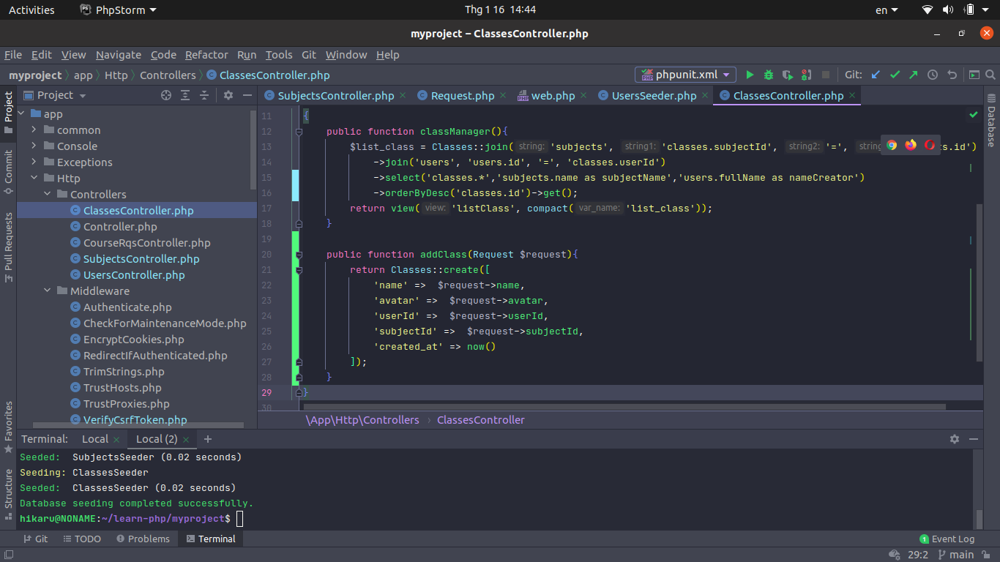 Activities PhpStorm Thg 1 16 14:44 en
myproject – ClassesController.php
File Edit View Navigate Code Refactor Run Tools Git Window Help
myproject app Http Controllers ClassesController.php phpunit.xml Git:
Project SubjectsController.php Request.php web.php UsersSeeder.php ClassesController.php
Project
Commit
Pull Requests
Favorites
Structure
Database
app
common
Console
Exceptions
Http
Controllers
ClassesController.php
Controller.php
CourseRqsController.php
SubjectsController.php
UsersController.php
Middleware
Authenticate.php
CheckForMaintenanceMode.php
EncryptCookies.php
RedirectIfAuthenticated.php
TrimStrings.php
TrustHosts.php
TrustProxies.php
VerifyCsrfToken.php
11 {
12 public function classManager(){
13 $list_class = Classes::join( string: 'subjects', string1: 'classes.subjectId', string2: '=', .id')
14 ->join('users', 'users.id', '=', 'classes.userId')
15 ->select('classes.*','subjects.name as subjectName','users.fullName as nameCreator')
16 ->orderByDesc('classes.id')->get();
17 return view( view: 'listClass', compact( var_name: 'list_class'));
18 }
19
20 public function addClass(Request $request){
21 return Classes::create([
22 'name' => $request->name,
23 'avatar' => $request->avatar,
24 'userId' => $request->userId,
25 'subjectId' => $request->subjectId,
26 'created_at' => now()
27 ]);
28 }
29 }
30
\App\Http\Controllers ClassesController
Terminal: Local Local (2)
Seeded: SubjectsSeeder (0.02 seconds)
Seeding: ClassesSeeder
Seeded: ClassesSeeder (0.02 seconds)
Database seeding completed successfully.
hikaru@NONAME:~/learn-php/myproject$
Git TODO Problems Terminal 1 Event Log
29:2 main